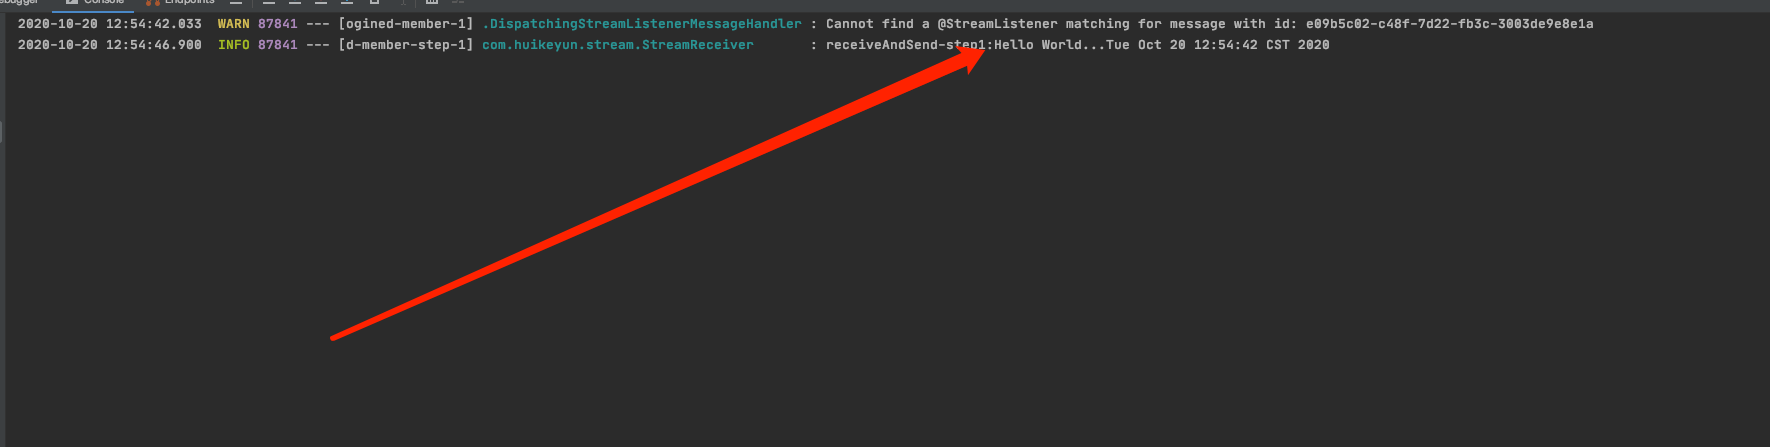 Console Endpoints
2020-10-20 12:54:42.033 WARN 87841 --- [ogined-member-1] .DispatchingStreamListenerMessageHandler : Cannot find a @StreamListener matching for message with id: e09b5c02-c48f-7d22-fb3c-3003de9e8e1a
2020-10-20 12:54:46.900 INFO 87841 --- [d-member-step-1] com.huikeyun.stream.StreamReceiver : receiveAndSend-step1:Hello World...Tue Oct 20 12:54:42 CST 2020